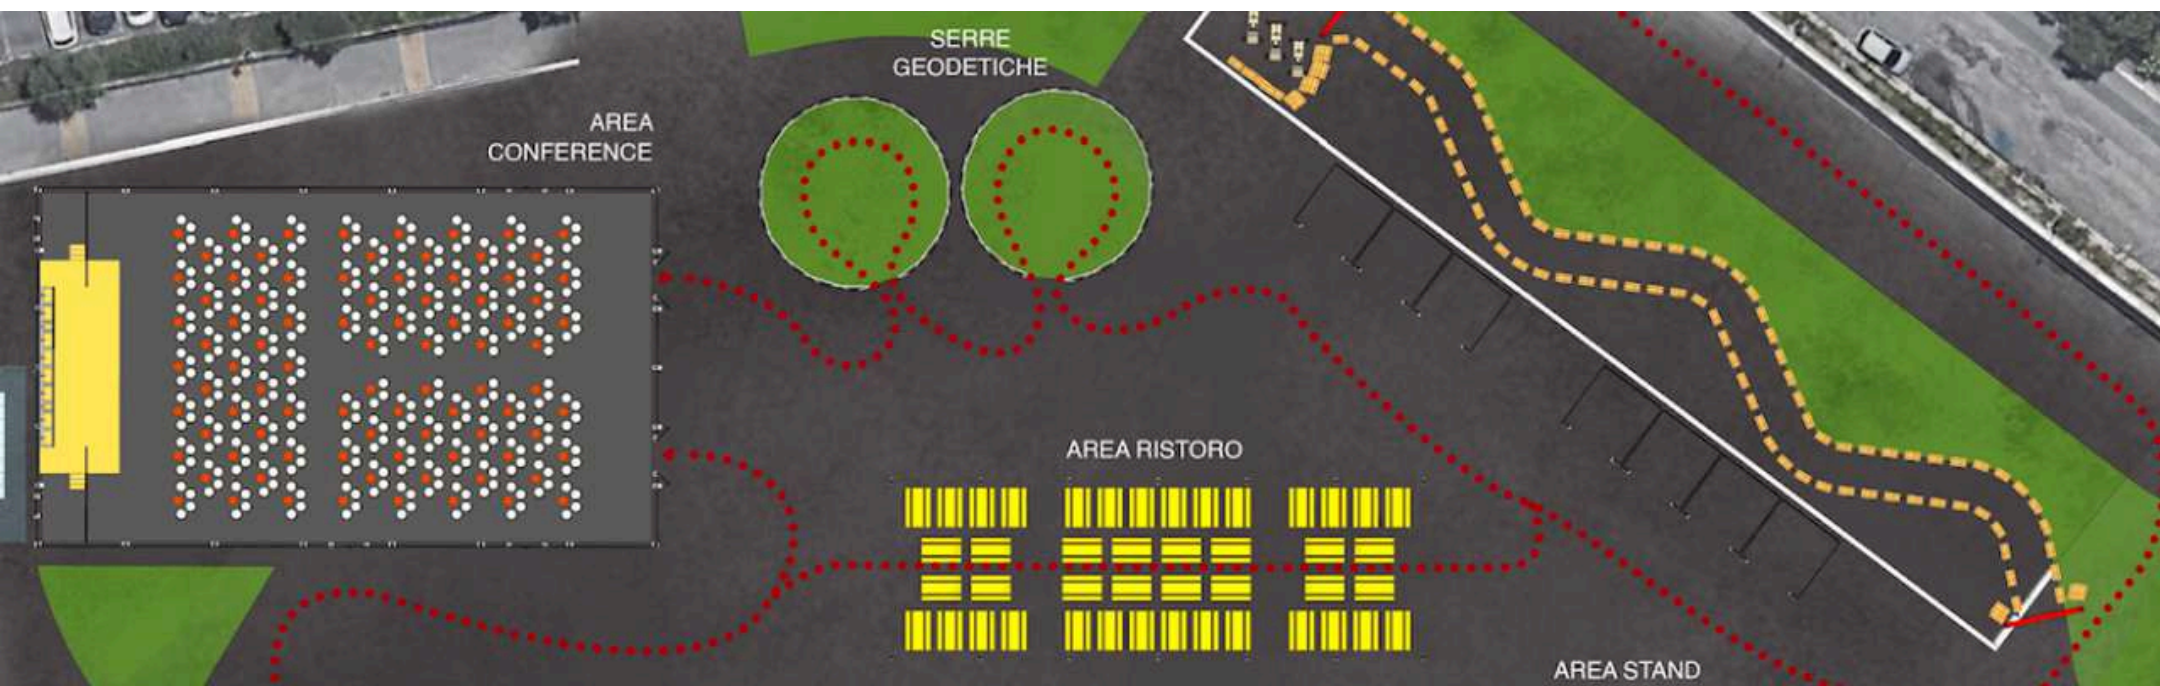 SERRE
GEODETICHE
AREA
CONFERENCE
AREA RISTORO
AREA STAND